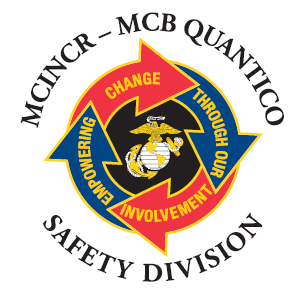 MCINCR – MCB QUANTICO
EMPOWERING
CHANGE
THROUGH OUR
INVOLVEMENT
SAFETY DIVISION